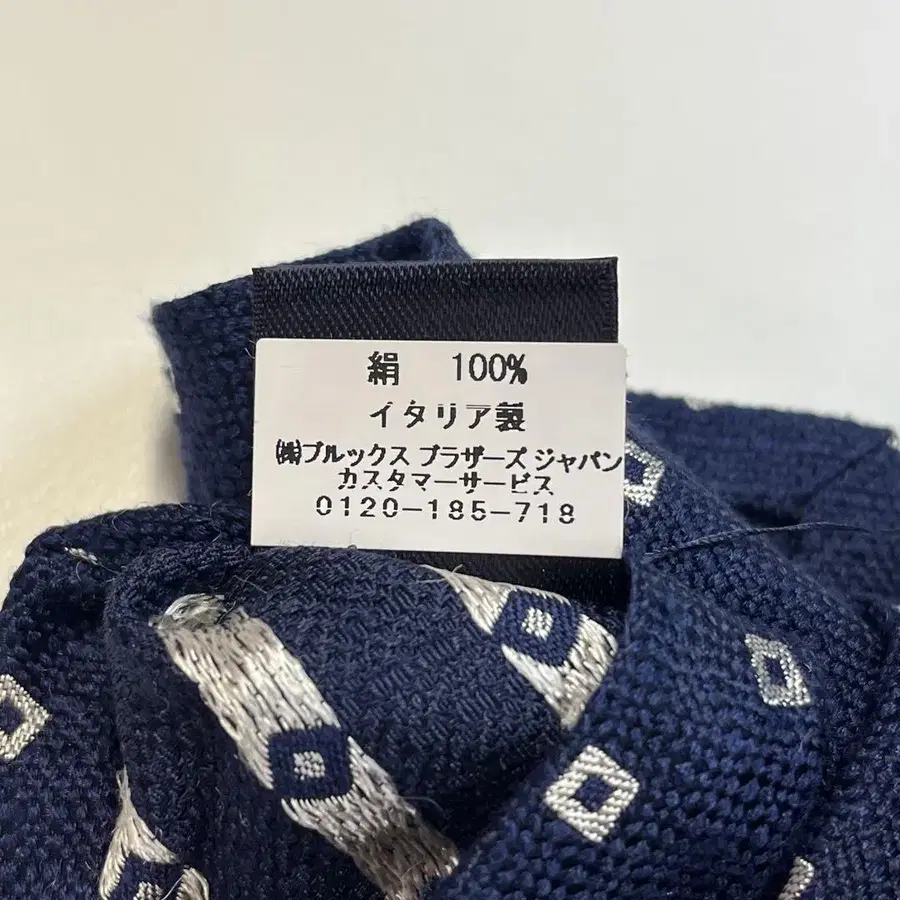 絹 100%
イタリア製
㈱ブルックス ブラザーズ ジャパン
カスタマーサービス
0120-185-718